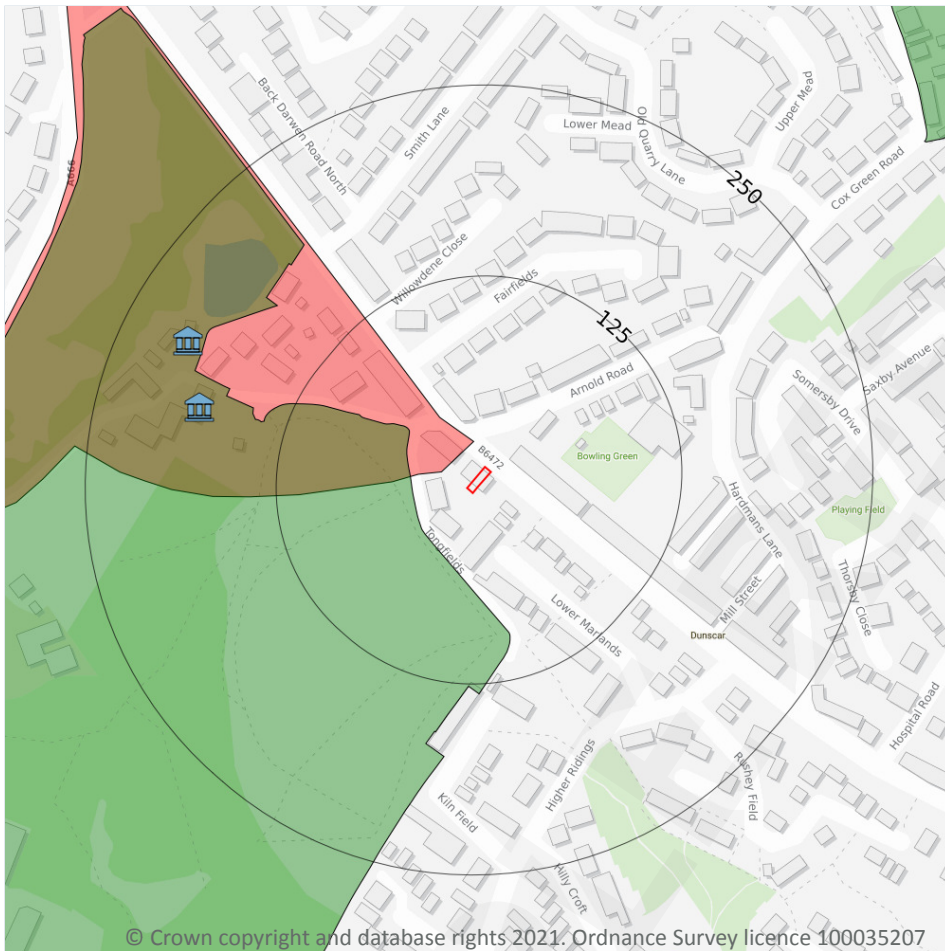 Back Darwen Road North
Smith Lane
Lower Mead
Old Quarry Lane
Upper Mead
A666
250
Cox Green Road
Willowdene Close
Fairfields
125
Arnold Road
Somersby Drive
Saxby Avenue
B6472
Bowling Green
Hardmans Lane
Playing Field
Tongfields
Mill Street
Thorsby Close
Lower Marlands
Dunscar
Hospital Road
Higher Ridings
Rushey Field
Kiln Field
Hilly Croft
© Crown copyright and database rights 2021. Ordnance Survey licence 100035207